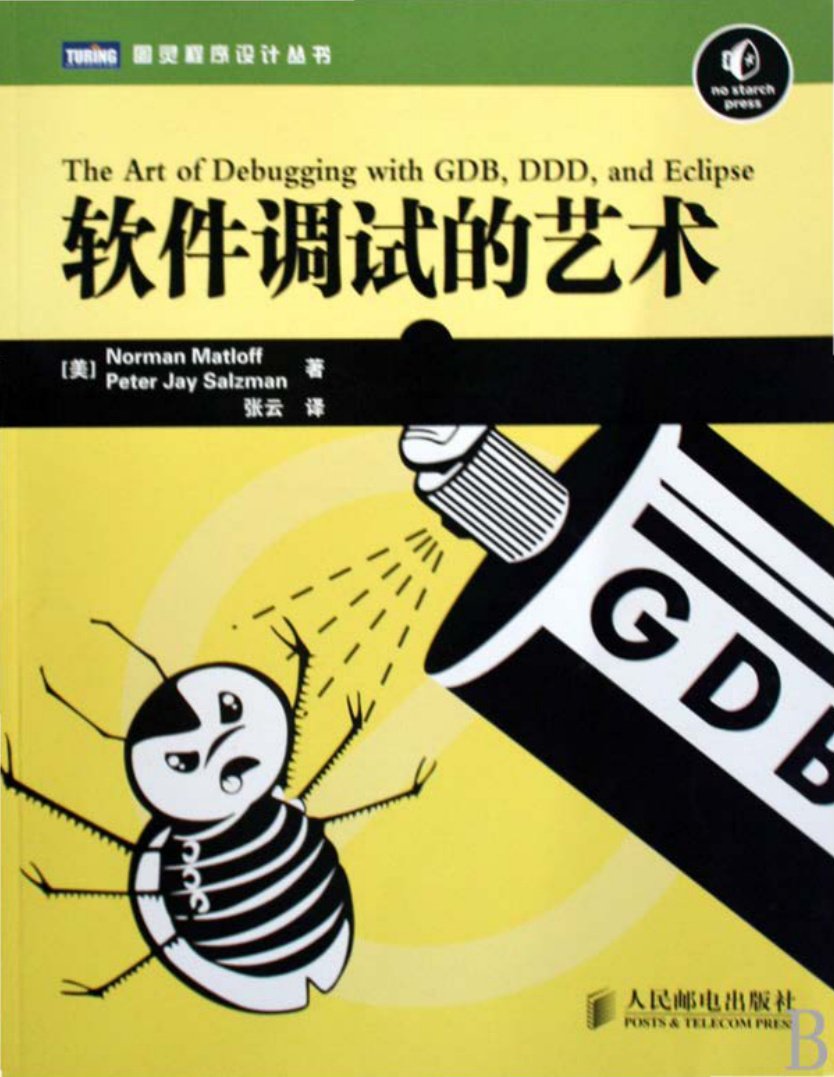 TURING 图灵程序设计丛书
no starch
press
The Art of Debugging with GDB, DDD, and Eclipse
软件调试的艺术
[美] Norman Matloff
Peter Jay Salzman 著
张云 译
GDB
人民邮电出版社
POSTS & TELECOM PRESS
B